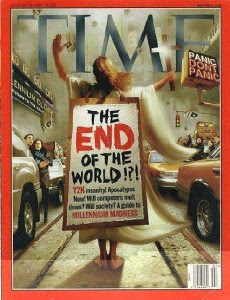 TIME
PANIC
DONT
PANIC
THE
END
OF THE
WORLD !?!
Y2K insanity! Apocalypse
Now! Will computers melt
down? Will society? A guide to
MILLENNIUM MADNESS